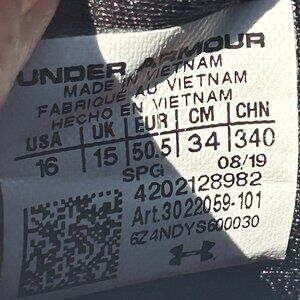 UNDER ARMOUR
MADE IN VIETNAM
FABRIQUÉ AU VIETNAM
HECHO EN VIETNAM
USA UK EUR CM CHN
16 15 50.5 34 340
SPG 08/19
4202128982
Art.3022059-101
6Z4NDYS600030